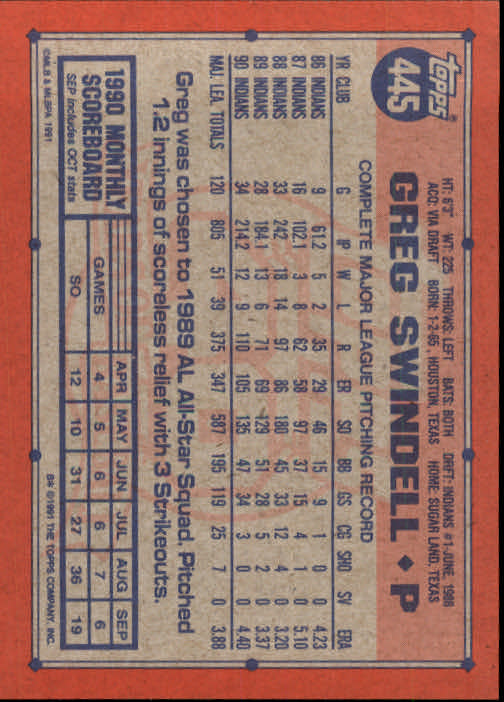 Topps®
445
GREG SWINDELL ◆ P
HT: 6'3" WT: 225 THROWS: LEFT BATS: BOTH DRAFT: INDIANS #1-JUNE, 1986
ACQ: VIA DRAFT BORN: 1-2-65, HOUSTON, TEXAS HOME: SUGAR LAND, TEXAS
COMPLETE MAJOR LEAGUE PITCHING RECORD
YR CLUB G IP W L R ER SO BB GS CG SHO SV ERA
86 INDIANS 9 61.2 5 2 35 29 46 15 9 1 0 0 4.23
87 INDIANS 16 102.1 3 8 62 58 97 37 15 4 1 0 5.10
88 INDIANS 33 242 18 14 97 86 180 45 33 12 4 0 3.20
89 INDIANS 28 184.1 13 6 71 69 129 51 28 5 2 0 3.37
90 INDIANS 34 214.2 12 9 110 105 135 47 34 3 0 0 4.40
MAJ. LEA. TOTALS 120 805 51 39 375 347 587 195 119 25 7 0 3.88
Greg was chosen to 1989 AL All-Star Squad. Pitched
1.2 innings of scoreless relief with 3 Strikeouts.
1990 MONTHLY
SCOREBOARD
SEP includes OCT stats
APR MAY JUN JUL AUG SEP
GAMES 4 5 6 6 7 6
SO 12 10 31 27 36 19
©MLB & MLBPA 1991
B* ©1991 THE TOPPS COMPANY, INC.